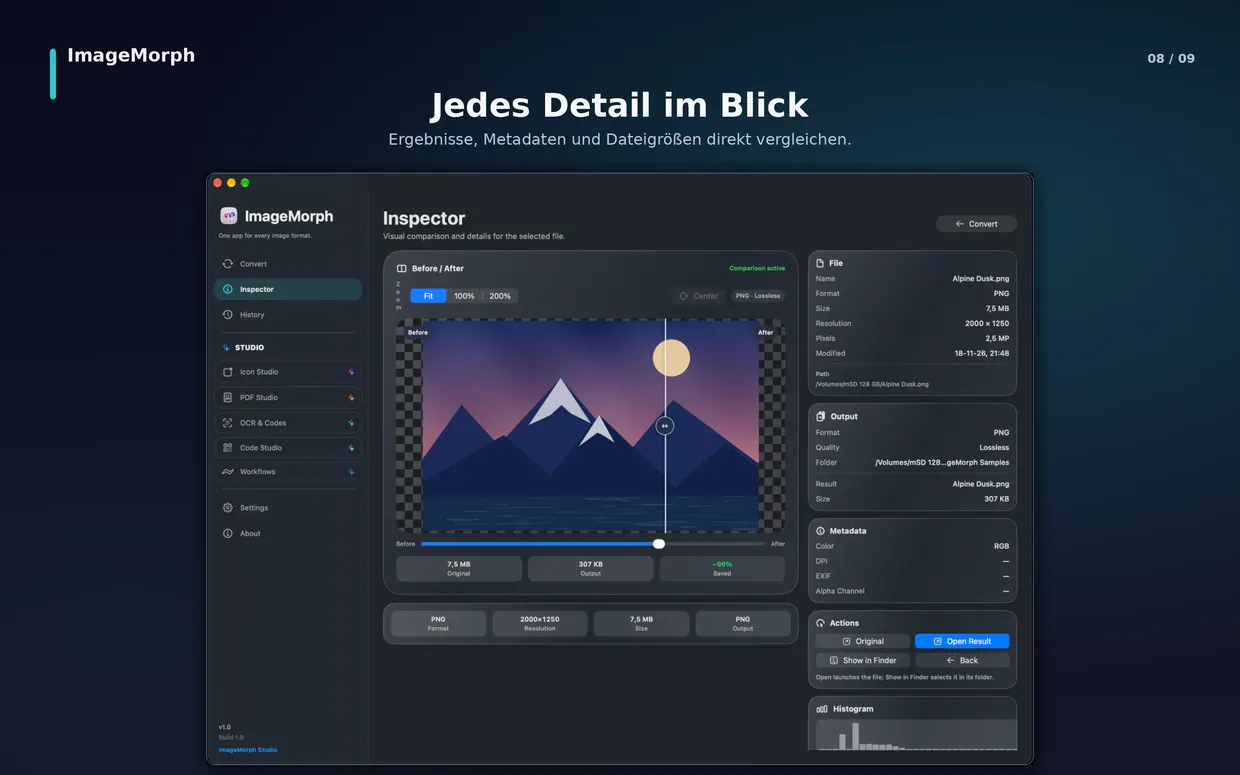 ImageMorph
08 / 09
Jedes Detail im Blick
Ergebnisse, Metadaten und Dateigrößen direkt vergleichen.
ImageMorph
One app for every image format.
Convert
Inspector
History
STUDIO
Icon Studio
PDF Studio
OCR & Codes
Code Studio
Workflows
Settings
About
v1.0
Build 1.0
ImageMorph Studio
Inspector
Visual comparison and details for the selected file.
← Convert
Before / After
Comparison active
Zoom
Fit 100% 200%
Center
PNG · Lossless
Before
After
Before
After
7,5 MB
Original
307 KB
Output
−96%
Saved
PNG
Format
2000×1250
Resolution
7,5 MB
Size
PNG
Output
File
Name Alpine Dusk.png
Format PNG
Size 7,5 MB
Resolution 2000 × 1250
Pixels 2,5 MP
Modified 18-11-26, 21:48
Path
/Volumes/mSD 128 GB/Alpine Dusk.png
Output
Format PNG
Quality Lossless
Folder /Volumes/mSD 128…geMorph Samples
Result Alpine Dusk.png
Size 307 KB
Metadata
Color RGB
DPI —
EXIF —
Alpha Channel —
Actions
Original
Open Result
Show in Finder
← Back
Open launches the file; Show in Finder selects it in its folder.
Histogram